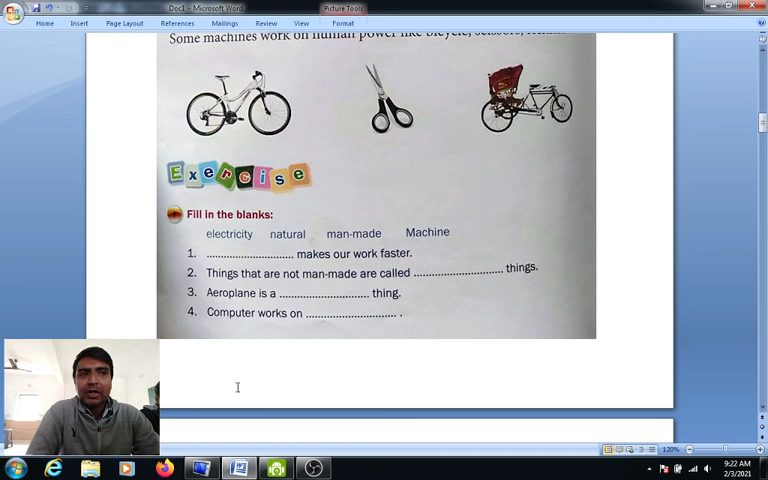 Doc1 - Microsoft Word
Picture Tools
Home Insert Page Layout References Mailings Review View Format
Some machines work on human power like bicycle, scissors,
Exercise
Fill in the blanks:
electricity natural man-made Machine
1. ............................ makes our work faster.
2. Things that are not man-made are called ............................ things.
3. Aeroplane is a ............................ thing.
4. Computer works on ............................ .
120%
9:22 AM
2/3/2021